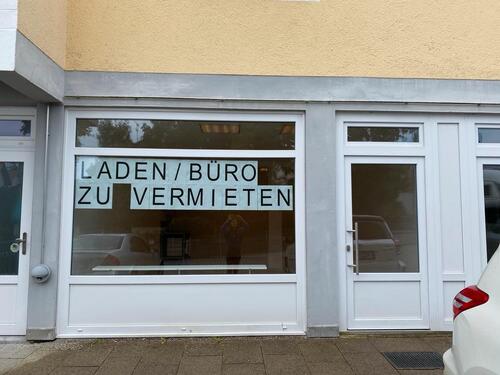 LADEN / BÜRO
ZU VERMIETEN